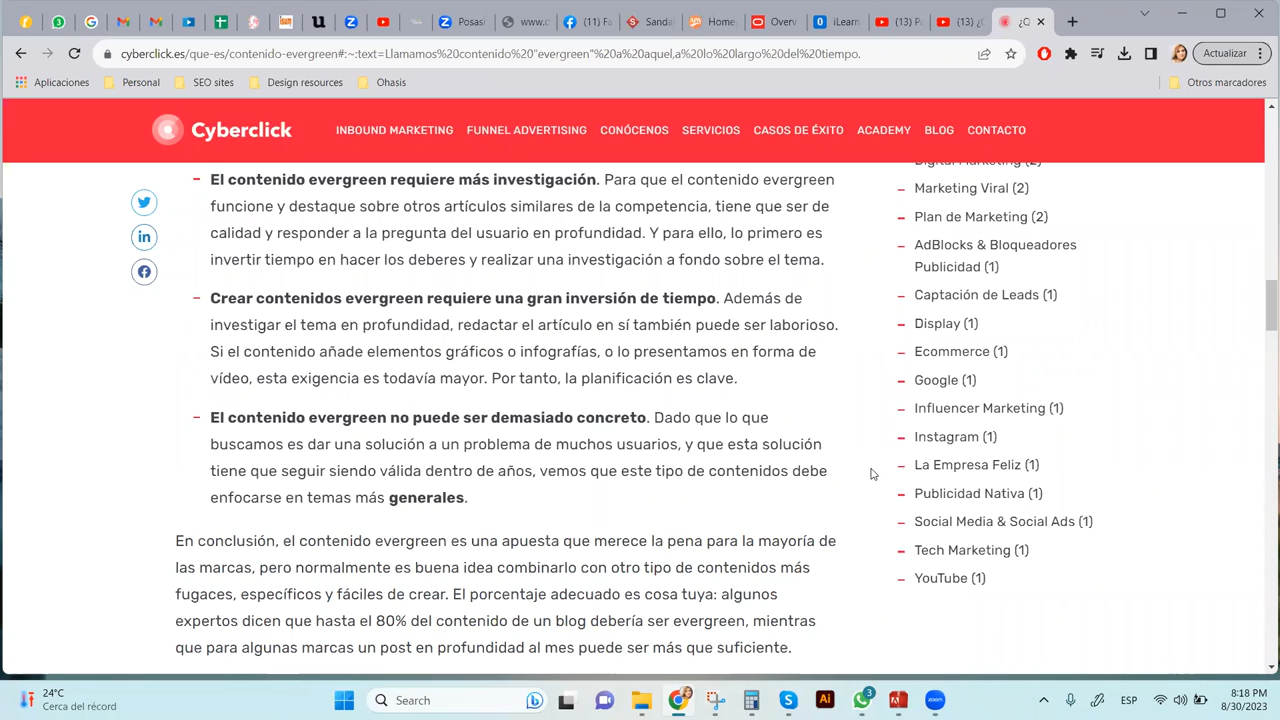 3
Posas
www.c
(11) Fa
Sanda
Home
Overv
iLearn
(13) P
(13) ¿
¿Q
cyberclick.es/que-es/contenido-evergreen#:~:text=Llamamos%20contenido%20"evergreen"%20a%20aquel,a%20lo%20largo%20del%20tiempo.
Actualizar
Aplicaciones
Personal
SEO sites
Design resources
Ohasis
Otros marcadores
Cyberclick
INBOUND MARKETING
FUNNEL ADVERTISING
CONÓCENOS
SERVICIOS
CASOS DE ÉXITO
ACADEMY
BLOG
CONTACTO
El contenido evergreen requiere más investigación. Para que el contenido evergreen
funcione y destaque sobre otros artículos similares de la competencia, tiene que ser de
calidad y responder a la pregunta del usuario en profundidad. Y para ello, lo primero es
invertir tiempo en hacer los deberes y realizar una investigación a fondo sobre el tema.
Crear contenidos evergreen requiere una gran inversión de tiempo. Además de
investigar el tema en profundidad, redactar el artículo en sí también puede ser laborioso.
Si el contenido añade elementos gráficos o infografías, o lo presentamos en forma de
vídeo, esta exigencia es todavía mayor. Por tanto, la planificación es clave.
El contenido evergreen no puede ser demasiado concreto. Dado que lo que
buscamos es dar una solución a un problema de muchos usuarios, y que esta solución
tiene que seguir siendo válida dentro de años, vemos que este tipo de contenidos debe
enfocarse en temas más generales.
En conclusión, el contenido evergreen es una apuesta que merece la pena para la mayoría de
las marcas, pero normalmente es buena idea combinarlo con otro tipo de contenidos más
fugaces, específicos y fáciles de crear. El porcentaje adecuado es cosa tuya: algunos
expertos dicen que hasta el 80% del contenido de un blog debería ser evergreen, mientras
que para algunas marcas un post en profundidad al mes puede ser más que suficiente.
Digital Marketing (2)
Marketing Viral (2)
Plan de Marketing (2)
AdBlocks & Bloqueadores
Publicidad (1)
Captación de Leads (1)
Display (1)
Ecommerce (1)
Google (1)
Influencer Marketing (1)
Instagram (1)
La Empresa Feliz (1)
Publicidad Nativa (1)
Social Media & Social Ads (1)
Tech Marketing (1)
YouTube (1)
24°C
Cerca del récord
Search
3
ESP
8:18 PM
8/30/2023